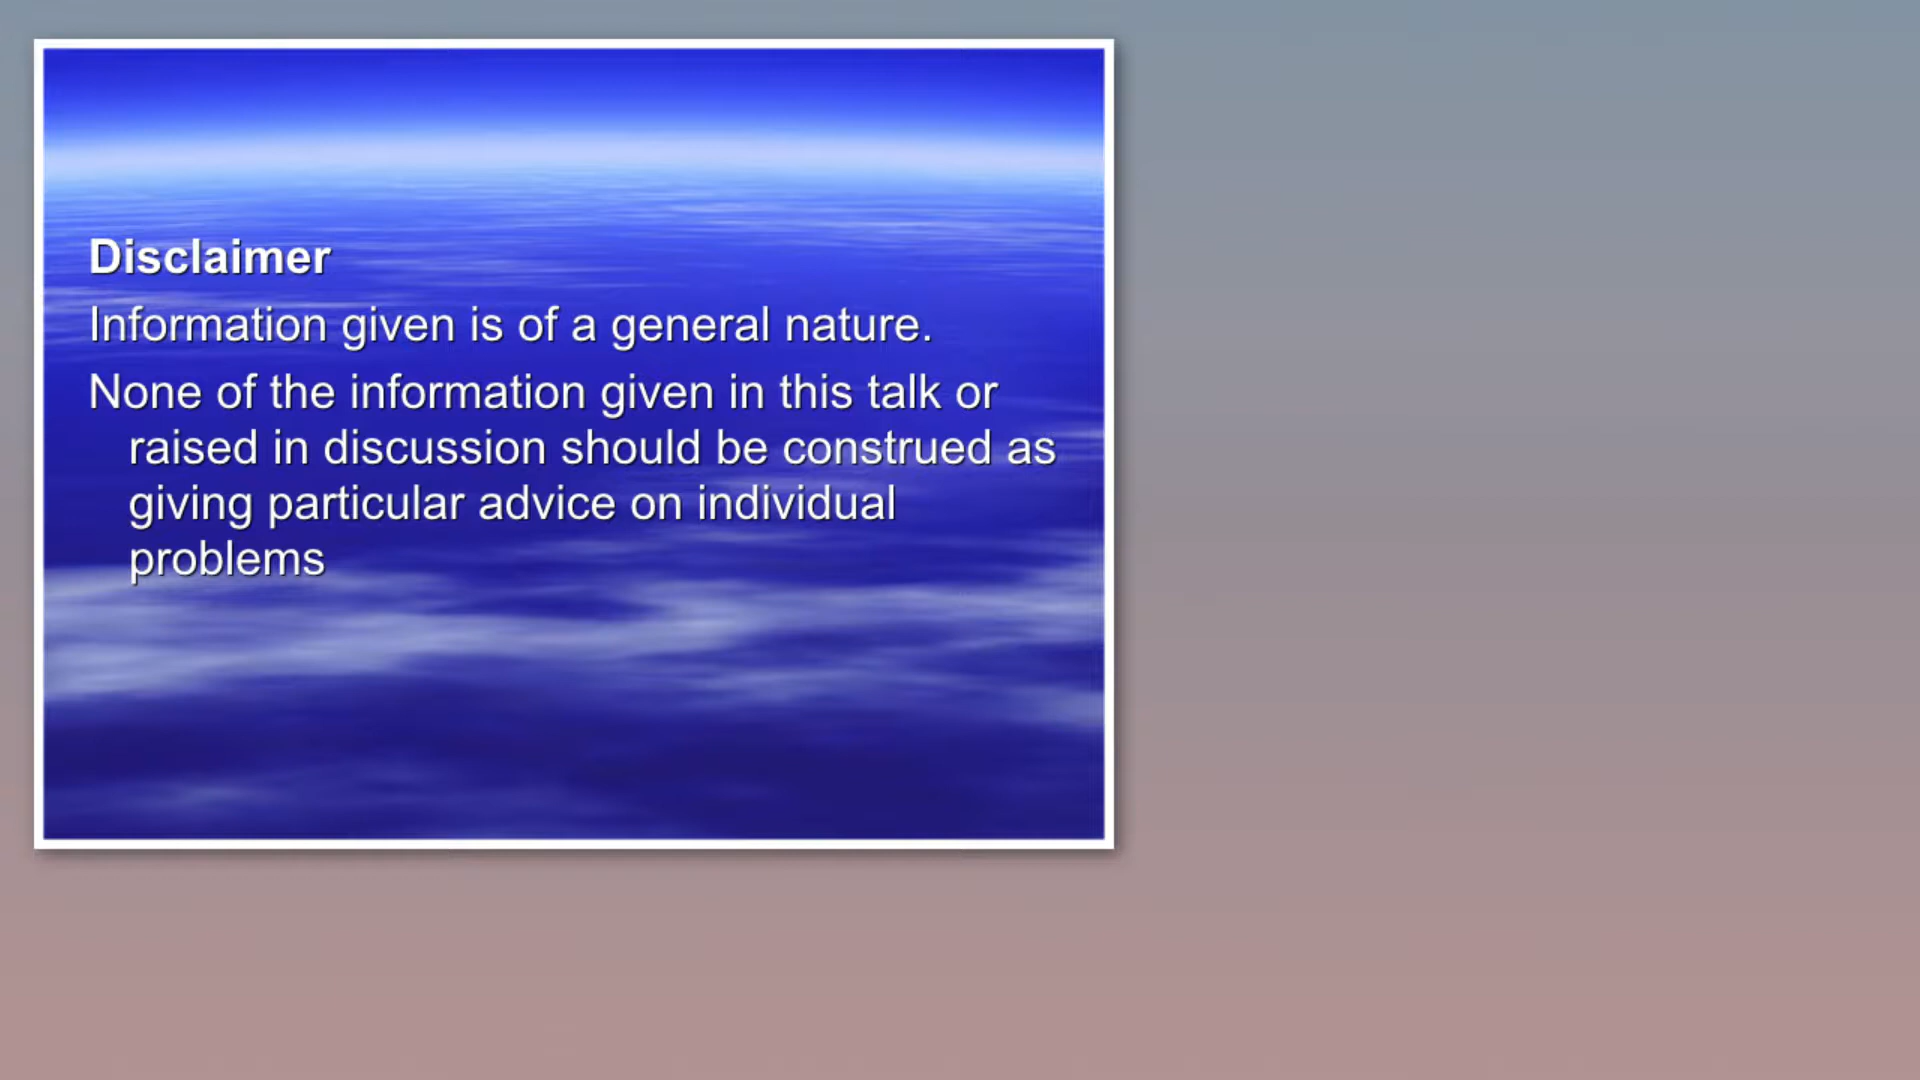 Disclaimer
Information given is of a general nature.
None of the information given in this talk or
raised in discussion should be construed as
giving particular advice on individual
problems